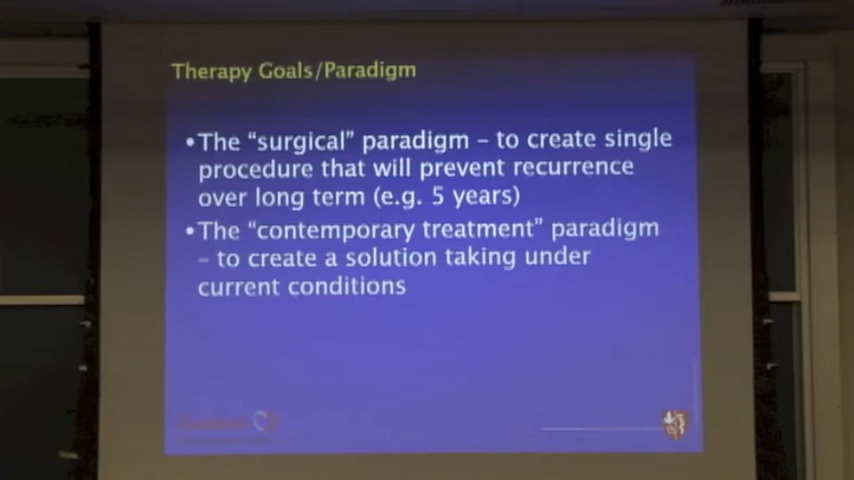 Therapy Goals/Paradigm
•The “surgical” paradigm – to create single
procedure that will prevent recurrence
over long term (e.g. 5 years)
•The “contemporary treatment” paradigm
– to create a solution taking under
current conditions